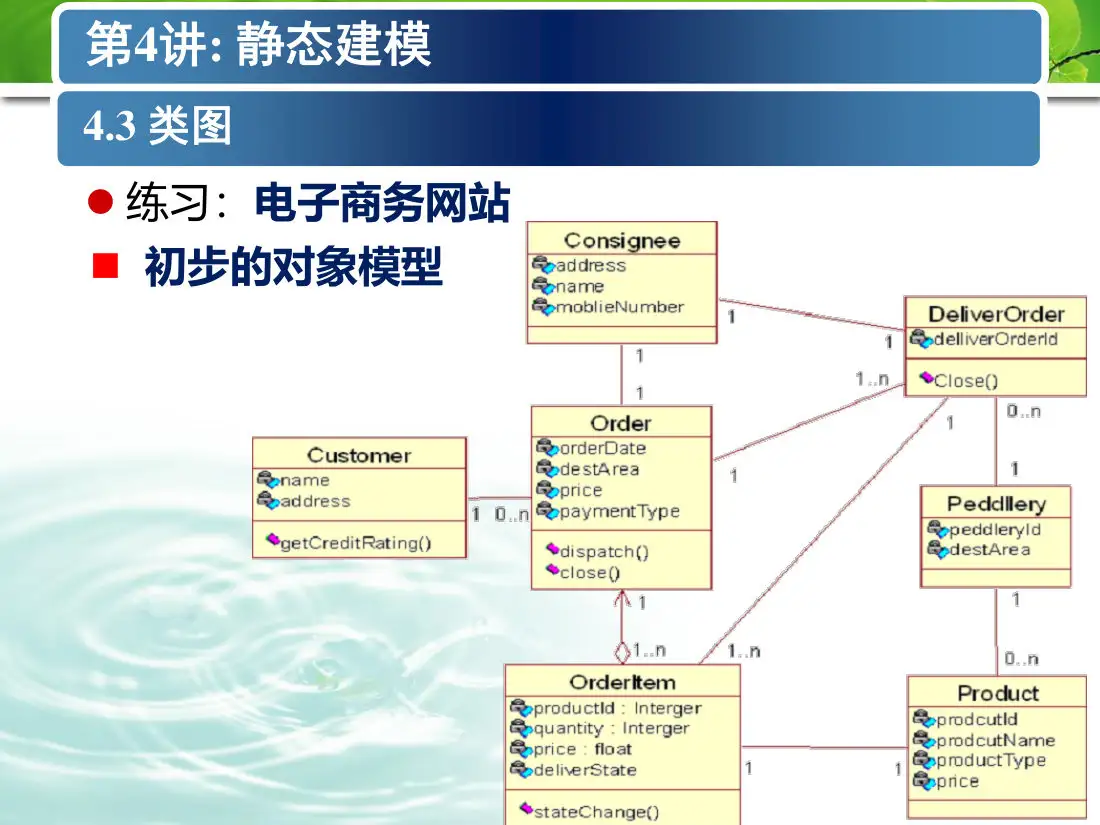 第4讲: 静态建模
4.3 类图
练习：电子商务网站
初步的对象模型
Consignee
address
name
moblieNumber
1
1
DeliverOrder
delliverOrderId
Close()
1
1
1..n
1
1
0..n
Order
orderDate
destArea
price
paymentType
dispatch()
close()
Customer
name
address
getCreditRating()
1
0..n
1
Peddllery
peddleryId
destArea
1
0..n
1
1..n
1..n
OrderItem
productId : Interger
quantity : Interger
price : float
deliverState
stateChange()
1
1
Product
prodcutId
prodcutName
productType
price